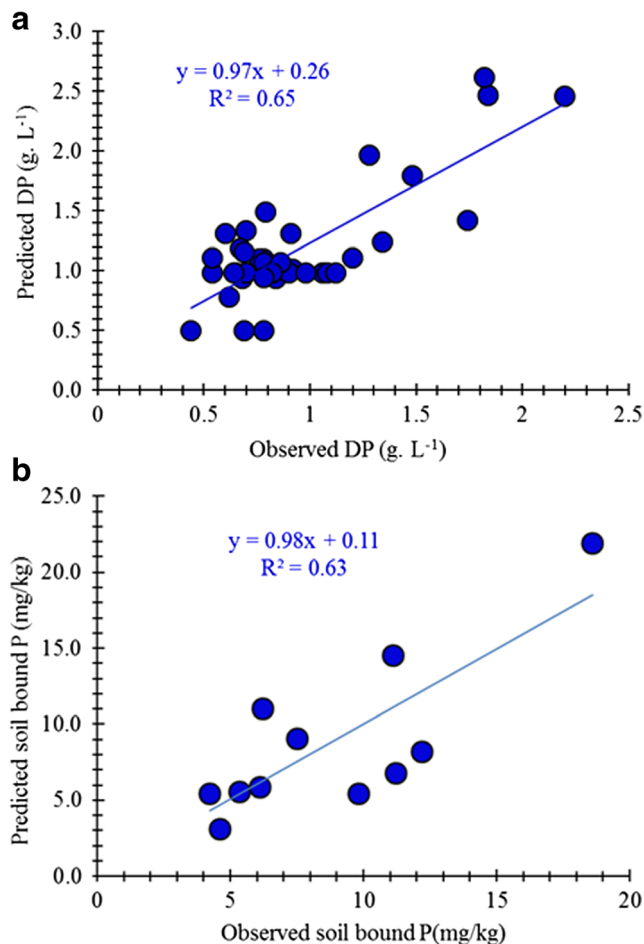 a
3.0
y = 0.97x + 0.26
R² = 0.65
2.5
2.0
1.5
1.0
0.5
0.0
Predicted DP (g. L⁻¹)
0 0.5 1 1.5 2 2.5
Observed DP (g. L⁻¹)
b
25.0
y = 0.98x + 0.11
R² = 0.63
20.0
15.0
10.0
5.0
0.0
Predicted soil bound P (mg/kg)
0 5 10 15 20
Observed soil bound P(mg/kg)